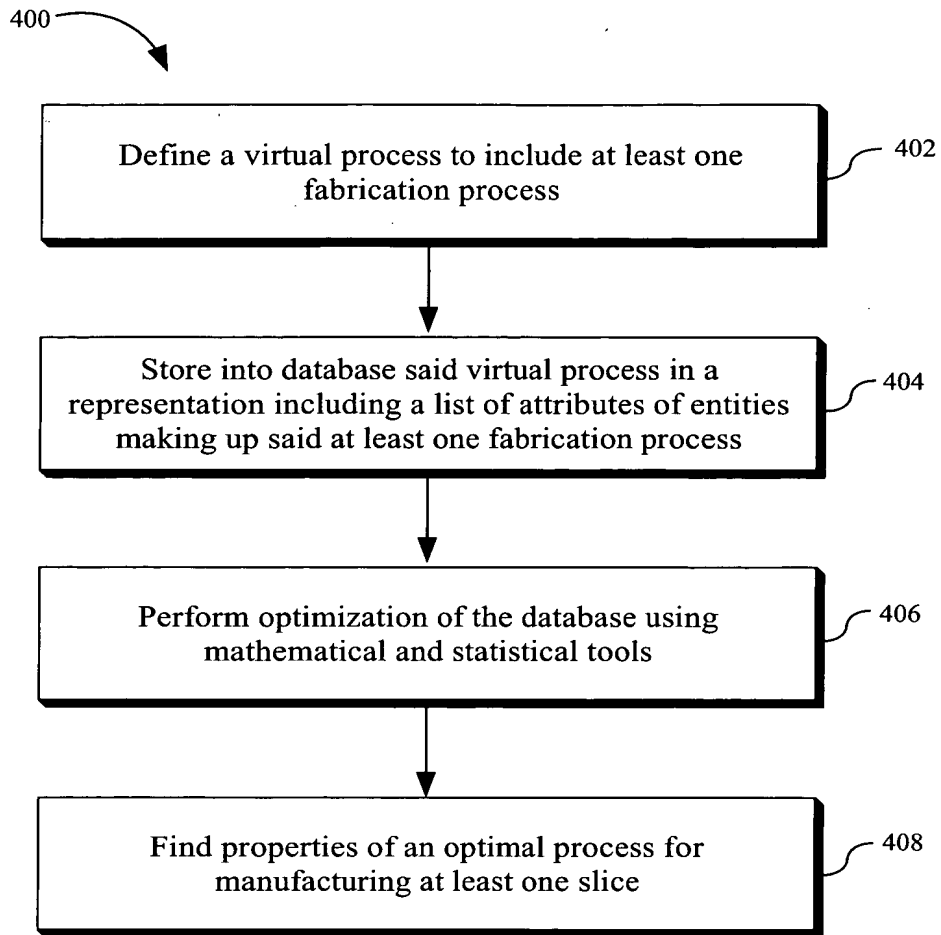 400
Define a virtual process to include at least one
fabrication process
402
Store into database said virtual process in a
representation including a list of attributes of entities
making up said at least one fabrication process
404
Perform optimization of the database using
mathematical and statistical tools
406
Find properties of an optimal process for
manufacturing at least one slice
408